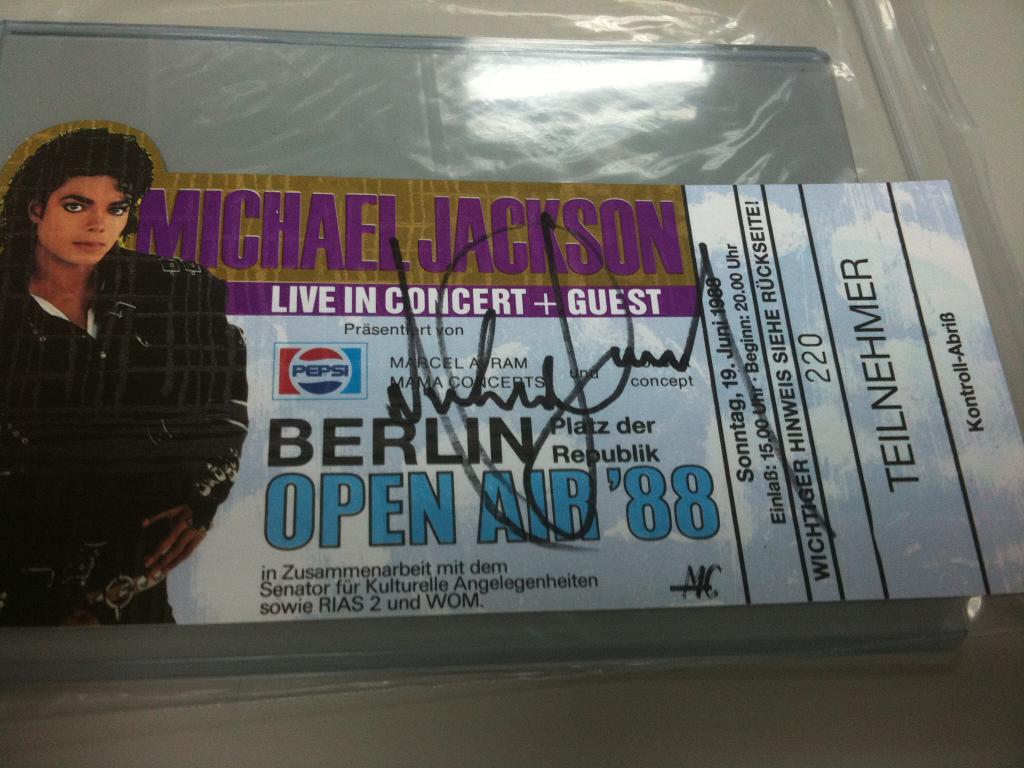 MICHAEL JACKSON
LIVE IN CONCERT + GUEST
Präsentiert von
PEPSI
MARCEL AVRAM
MAMA CONCERTS und
concept
BERLIN Platz der
Republik
OPEN AIR '88
in Zusammenarbeit mit dem
Senator für Kulturelle Angelegenheiten
sowie RIAS 2 und WOM.
Sonntag, 19. Juni 1988
Einlaß: 15.00 Uhr · Beginn: 20.00 Uhr
WICHTIGER HINWEIS SIEHE RÜCKSEITE!
220
TEILNEHMER
Kontroll-Abriß